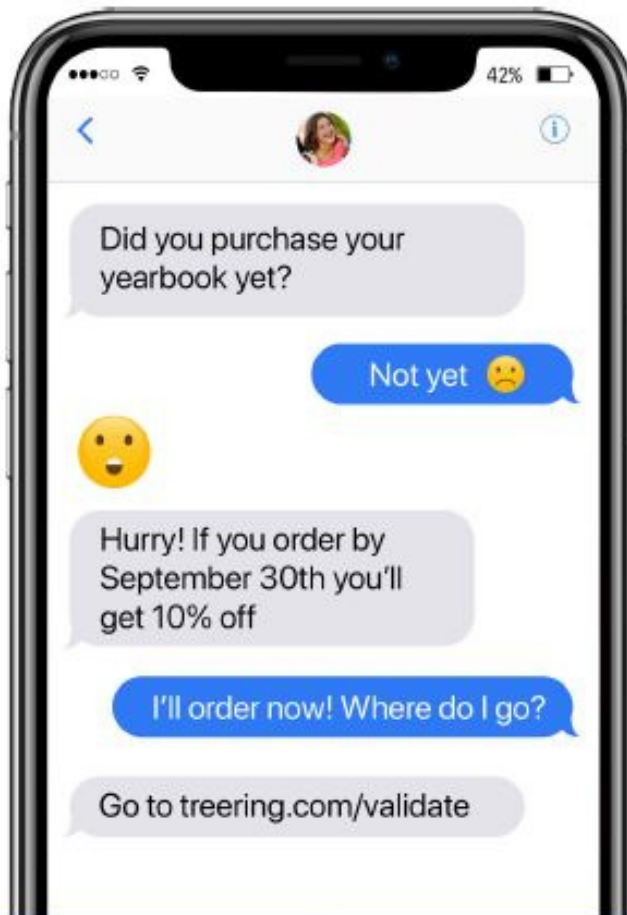 42%
Did you purchase your
yearbook yet?
Not yet 🙁
😮
Hurry! If you order by
September 30th you'll
get 10% off
I'll order now! Where do I go?
Go to treering.com/validate